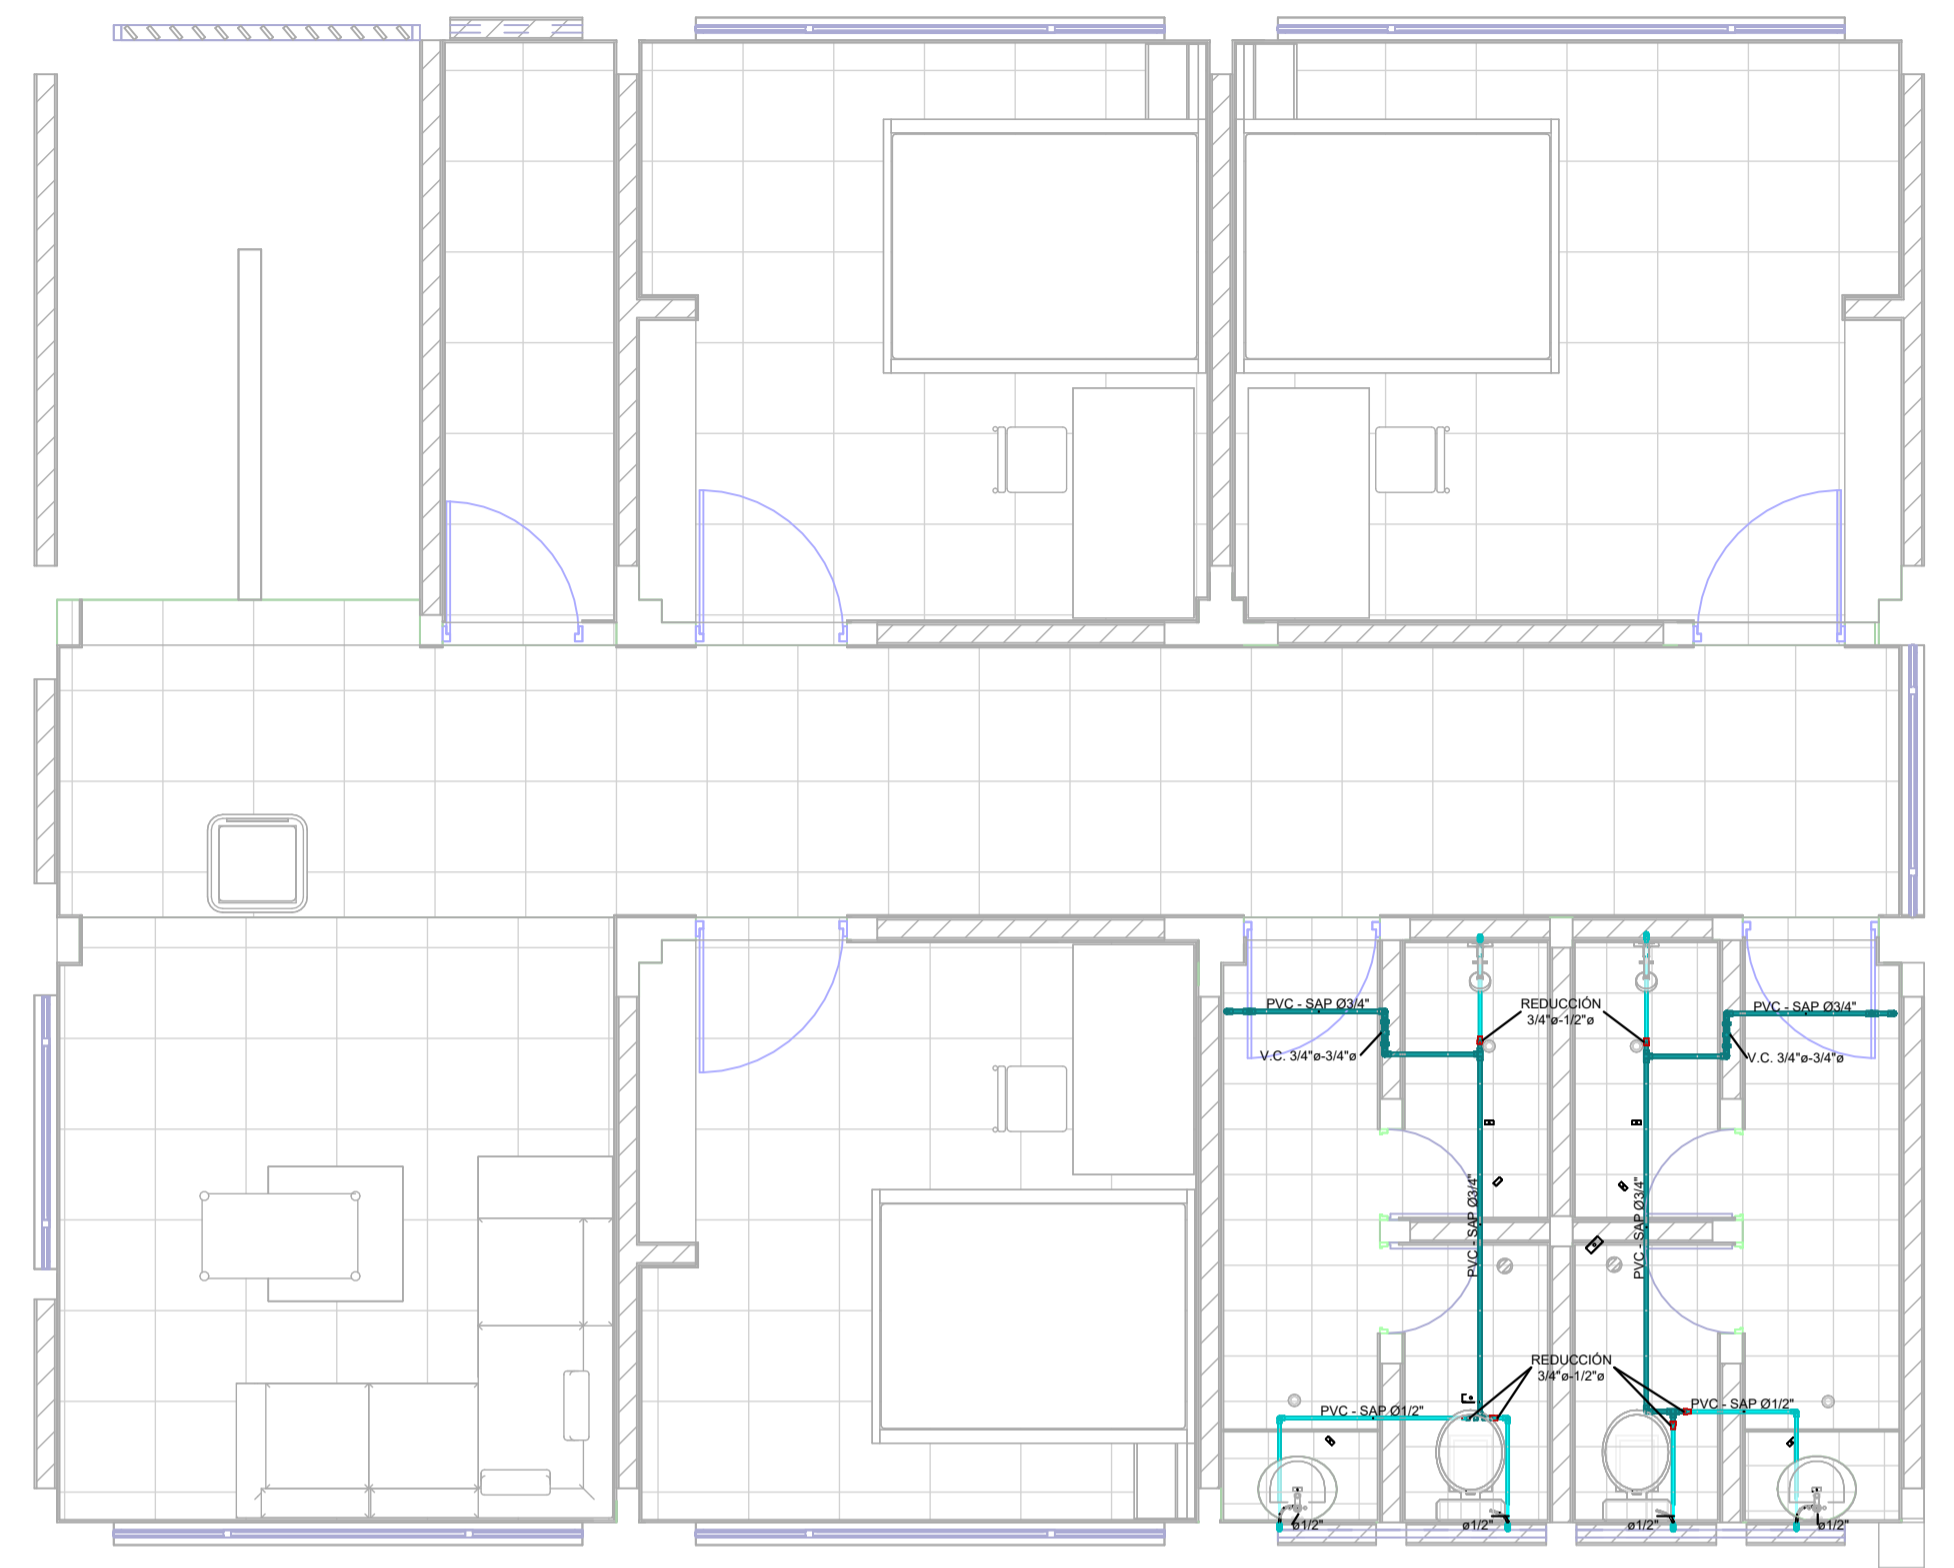 PVC - SAP Ø3/4"
REDUCCIÓN
3/4"ø-1/2"ø
PVC - SAP Ø3/4"
V.C. 3/4"ø-3/4"ø
V.C. 3/4"ø-3/4"ø
PVC - SAP Ø3/4"
PVC - SAP Ø3/4"
REDUCCIÓN
3/4"ø-1/2"ø
PVC - SAP Ø1/2"
PVC - SAP Ø1/2"
ø1/2"
ø1/2"
ø1/2"
ø1/2"